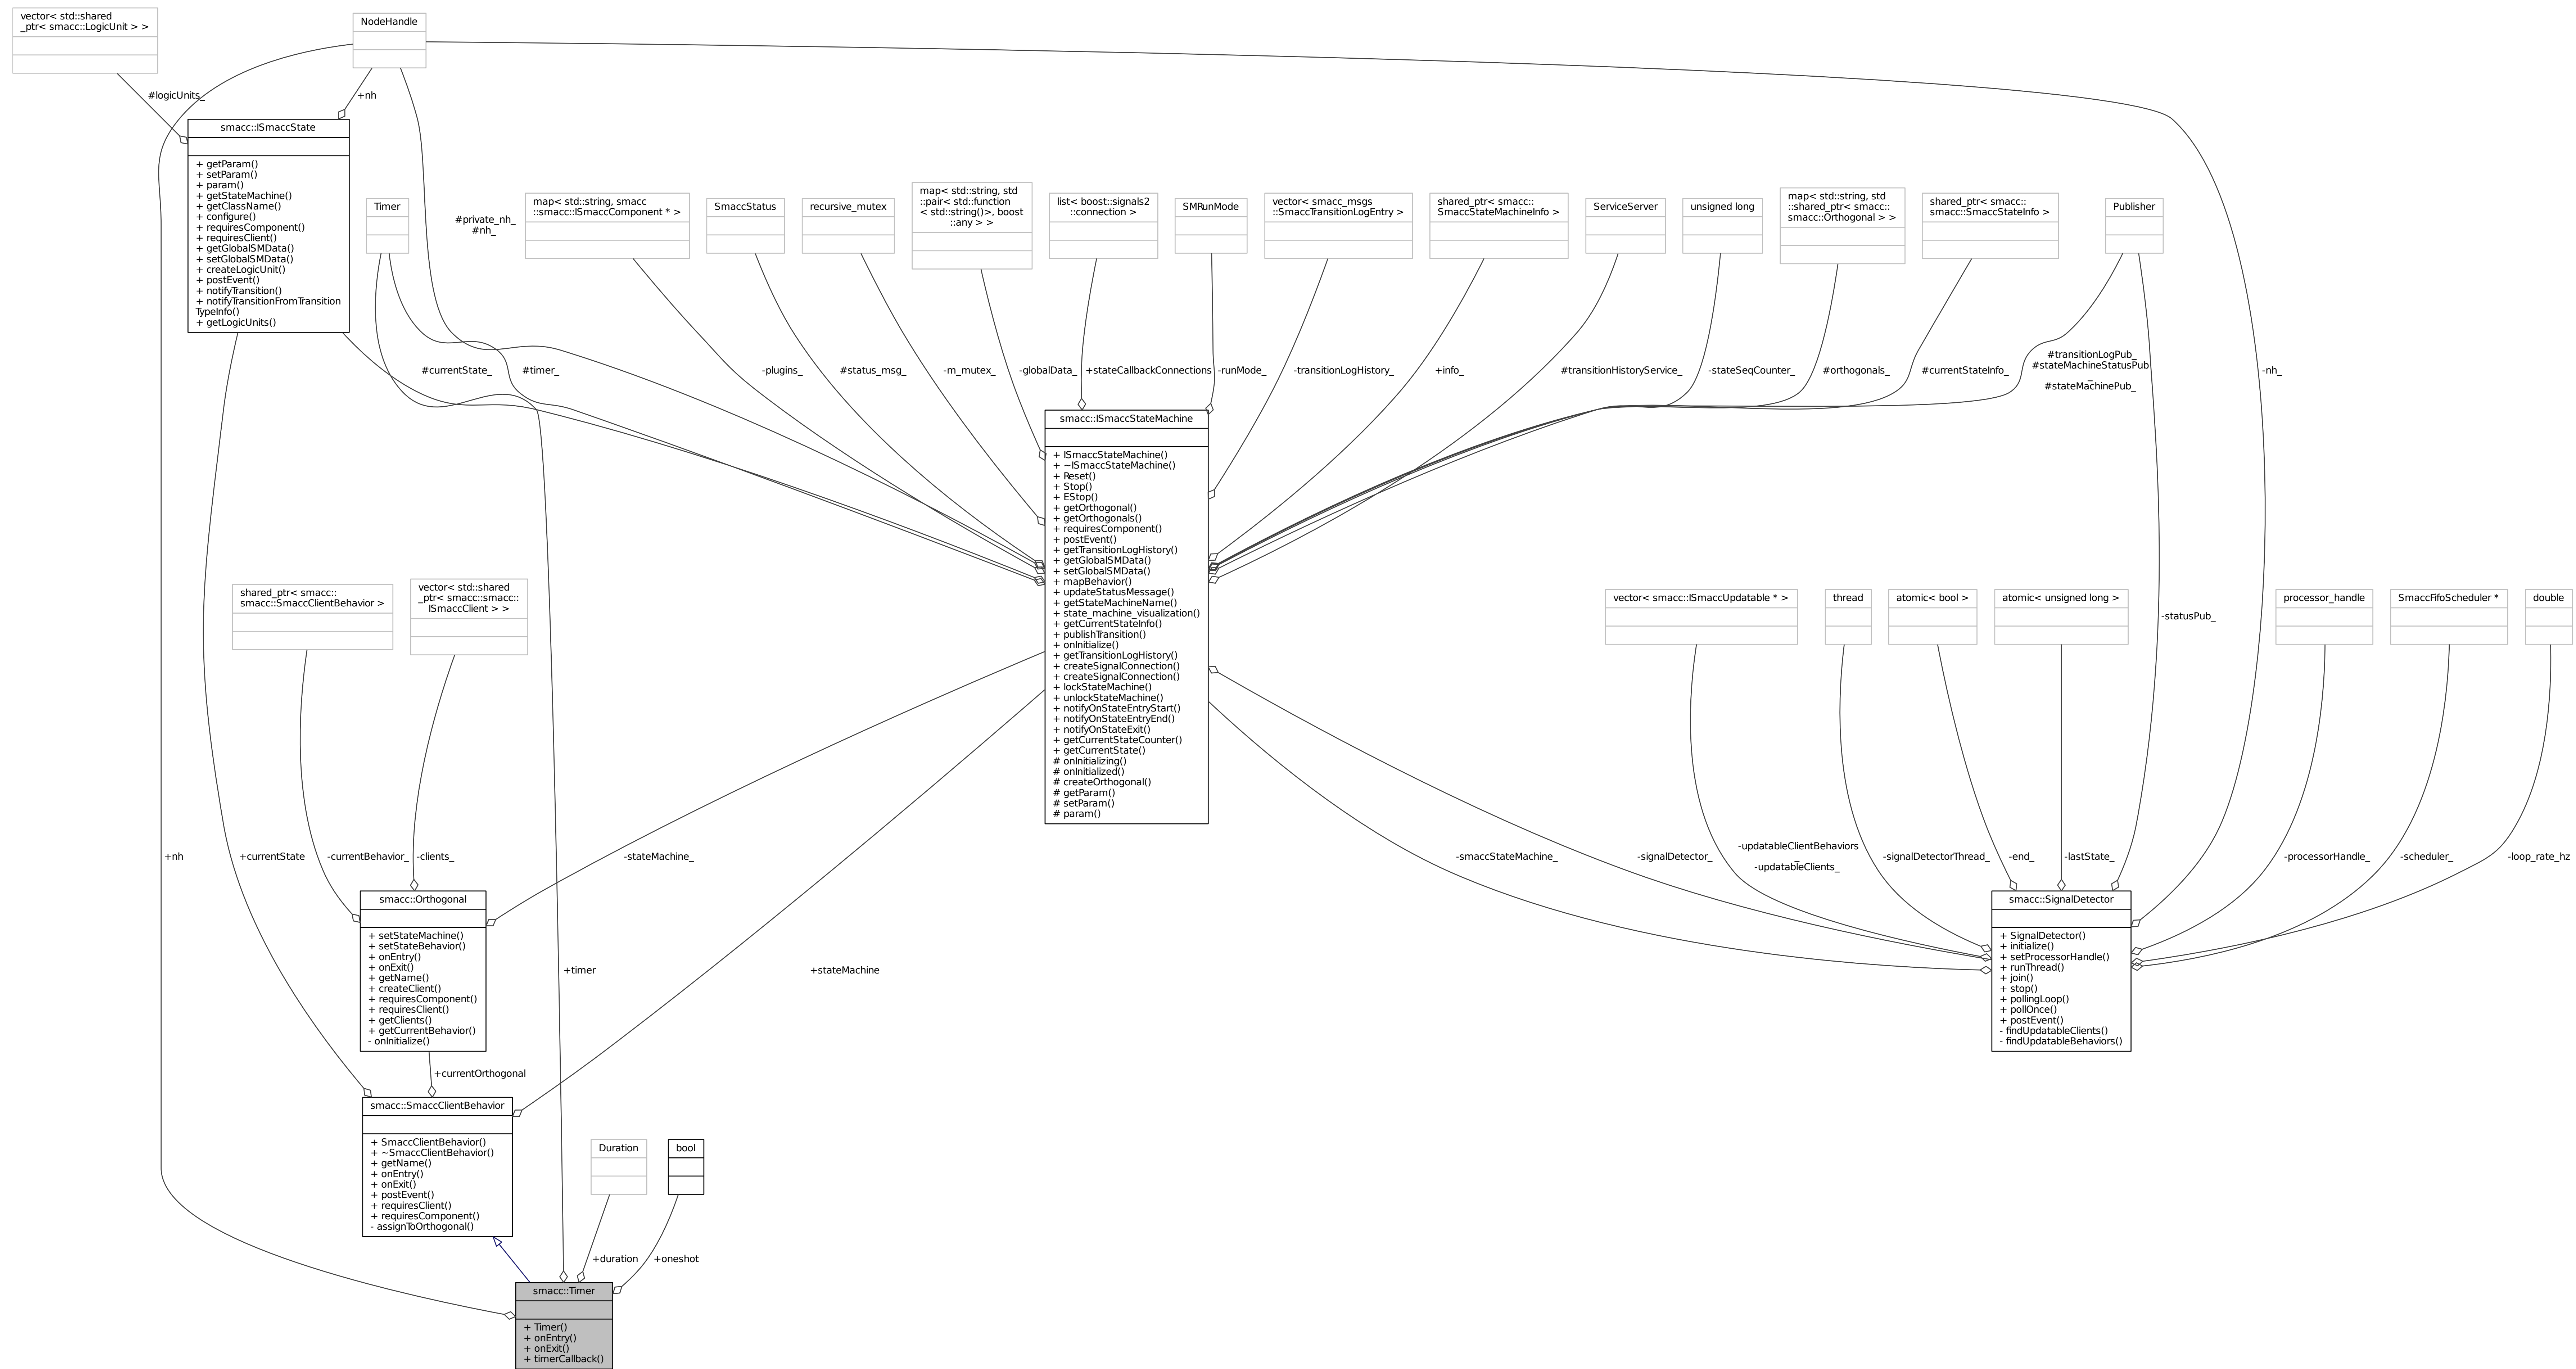 vector< std::shared
_ptr< smacc::LogicUnit > >
NodeHandle
#logicUnits_
+nh
smacc::ISmaccState
+ getParam()
+ setParam()
+ param()
+ getStateMachine()
+ getClassName()
+ configure()
+ requiresComponent()
+ requiresClient()
+ getGlobalSMData()
+ setGlobalSMData()
+ createLogicUnit()
+ postEvent()
+ notifyTransition()
+ notifyTransitionFromTransition
TypeInfo()
+ getLogicUnits()
Timer
#private_nh_
#nh_
map< std::string, smacc
::smacc::ISmaccComponent * >
SmaccStatus
recursive_mutex
map< std::string, std
::pair< std::function
< std::string()>, boost
::any > >
list< boost::signals2
::connection >
SMRunMode
vector< smacc_msgs
::SmaccTransitionLogEntry >
shared_ptr< smacc::
SmaccStateMachineInfo >
ServiceServer
unsigned long
map< std::string, std
::shared_ptr< smacc::
smacc::Orthogonal > >
shared_ptr< smacc::
smacc::SmaccStateInfo >
Publisher
#currentState_
#timer_
-plugins_
#status_msg_
-m_mutex_
-globalData_
+stateCallbackConnections
-runMode_
-transitionLogHistory_
+info_
#transitionHistoryService_
-stateSeqCounter_
#orthogonals_
#currentStateInfo_
#transitionLogPub_
#stateMachineStatusPub
_
#stateMachinePub_
-nh_
smacc::ISmaccStateMachine
+ ISmaccStateMachine()
+ ~ISmaccStateMachine()
+ Reset()
+ Stop()
+ EStop()
+ getOrthogonal()
+ getOrthogonals()
+ requiresComponent()
+ postEvent()
+ getTransitionLogHistory()
+ getGlobalSMData()
+ setGlobalSMData()
+ mapBehavior()
+ updateStatusMessage()
+ getStateMachineName()
+ state_machine_visualization()
+ getCurrentStateInfo()
+ publishTransition()
+ onInitialize()
+ getTransitionLogHistory()
+ createSignalConnection()
+ createSignalConnection()
+ lockStateMachine()
+ unlockStateMachine()
+ notifyOnStateEntryStart()
+ notifyOnStateEntryEnd()
+ notifyOnStateExit()
+ getCurrentStateCounter()
+ getCurrentState()
# onInitializing()
# onInitialized()
# createOrthogonal()
# getParam()
# setParam()
# param()
shared_ptr< smacc::
smacc::SmaccClientBehavior >
vector< std::shared
_ptr< smacc::smacc::
ISmaccClient > >
vector< smacc::ISmaccUpdatable * >
thread
atomic< bool >
atomic< unsigned long >
-statusPub_
processor_handle
SmaccFifoScheduler *
double
+nh
+currentState
-currentBehavior_
-clients_
-stateMachine_
-smaccStateMachine_
-signalDetector_
-updatableClientBehaviors
_
-updatableClients_
-signalDetectorThread_
-end_
-lastState_
-processorHandle_
-scheduler_
-loop_rate_hz
smacc::Orthogonal
+ setStateMachine()
+ setStateBehavior()
+ onEntry()
+ onExit()
+ getName()
+ createClient()
+ requiresComponent()
+ requiresClient()
+ getClients()
+ getCurrentBehavior()
- onInitialize()
+timer
+stateMachine
smacc::SignalDetector
+ SignalDetector()
+ initialize()
+ setProcessorHandle()
+ runThread()
+ join()
+ stop()
+ pollingLoop()
+ pollOnce()
+ postEvent()
- findUpdatableClients()
- findUpdatableBehaviors()
+currentOrthogonal
smacc::SmaccClientBehavior
+ SmaccClientBehavior()
+ ~SmaccClientBehavior()
+ getName()
+ onEntry()
+ onExit()
+ postEvent()
+ requiresClient()
+ requiresComponent()
- assignToOrthogonal()
Duration
bool
+duration
+oneshot
smacc::Timer
+ Timer()
+ onEntry()
+ onExit()
+ timerCallback()